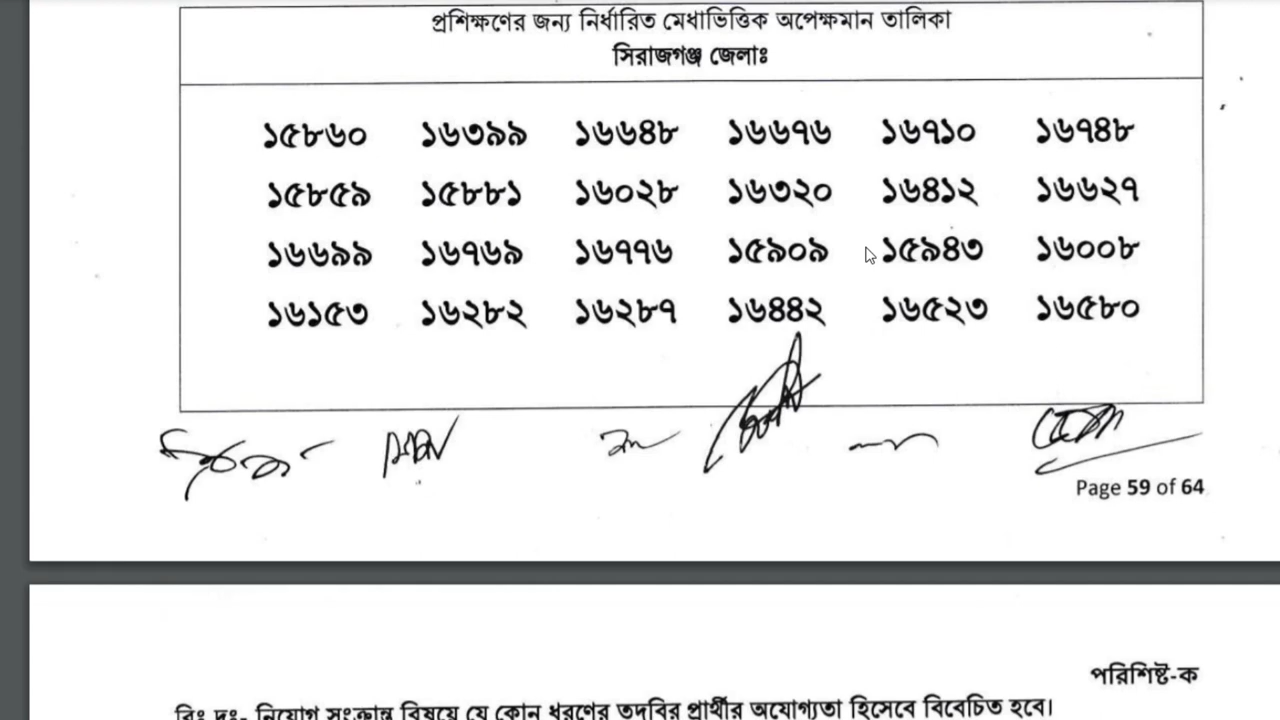 প্রশিক্ষণের জন্য নির্ধারিত মেধাভিত্তিক অপেক্ষমান তালিকা
সিরাজগঞ্জ জেলাঃ
১৫৮৬০ ১৬৩৯৯ ১৬৬৪৮ ১৬৬৭৬ ১৬৭১০ ১৬৭৪৮
১৫৮৫৯ ১৫৮৮১ ১৬০২৮ ১৬৩২০ ১৬৪১২ ১৬৬২৭
১৬৬৯৯ ১৬৭৬৯ ১৬৭৭৬ ১৫৯০৯ ১৫৯৪৩ ১৬০০৮
১৬১৫৩ ১৬২৮২ ১৬২৮৭ ১৬৪৪২ ১৬৫২৩ ১৬৫৮০
Page 59 of 64
পরিশিষ্ট-ক
বিঃ দ্রঃ- নিয়োগ সংক্রান্ত বিষয়ে যে কোন ধরণের তদবির প্রার্থীর অযোগ্যতা হিসেবে বিবেচিত হবে।